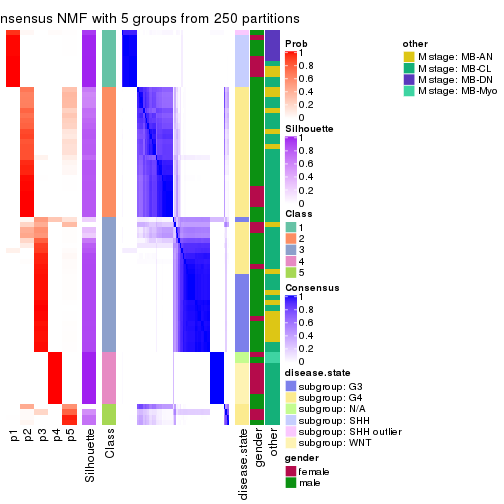 nsensus NMF with 5 groups from 250 partitions
Prob
1
0.8
0.6
0.4
0.2
0
Silhouette
1
0.8
0.6
0.4
0.2
0
Class
1
2
3
4
5
Consensus
1
0.8
0.6
0.4
0.2
0
disease.state
subgroup: G3
subgroup: G4
subgroup: N/A
subgroup: SHH
subgroup: SHH outlier
subgroup: WNT
gender
female
male
other
M stage: MB-AN
M stage: MB-CL
M stage: MB-DN
M stage: MB-Myo
p1
p2
p3
p4
p5
Silhouette
Class
disease.state
gender
other